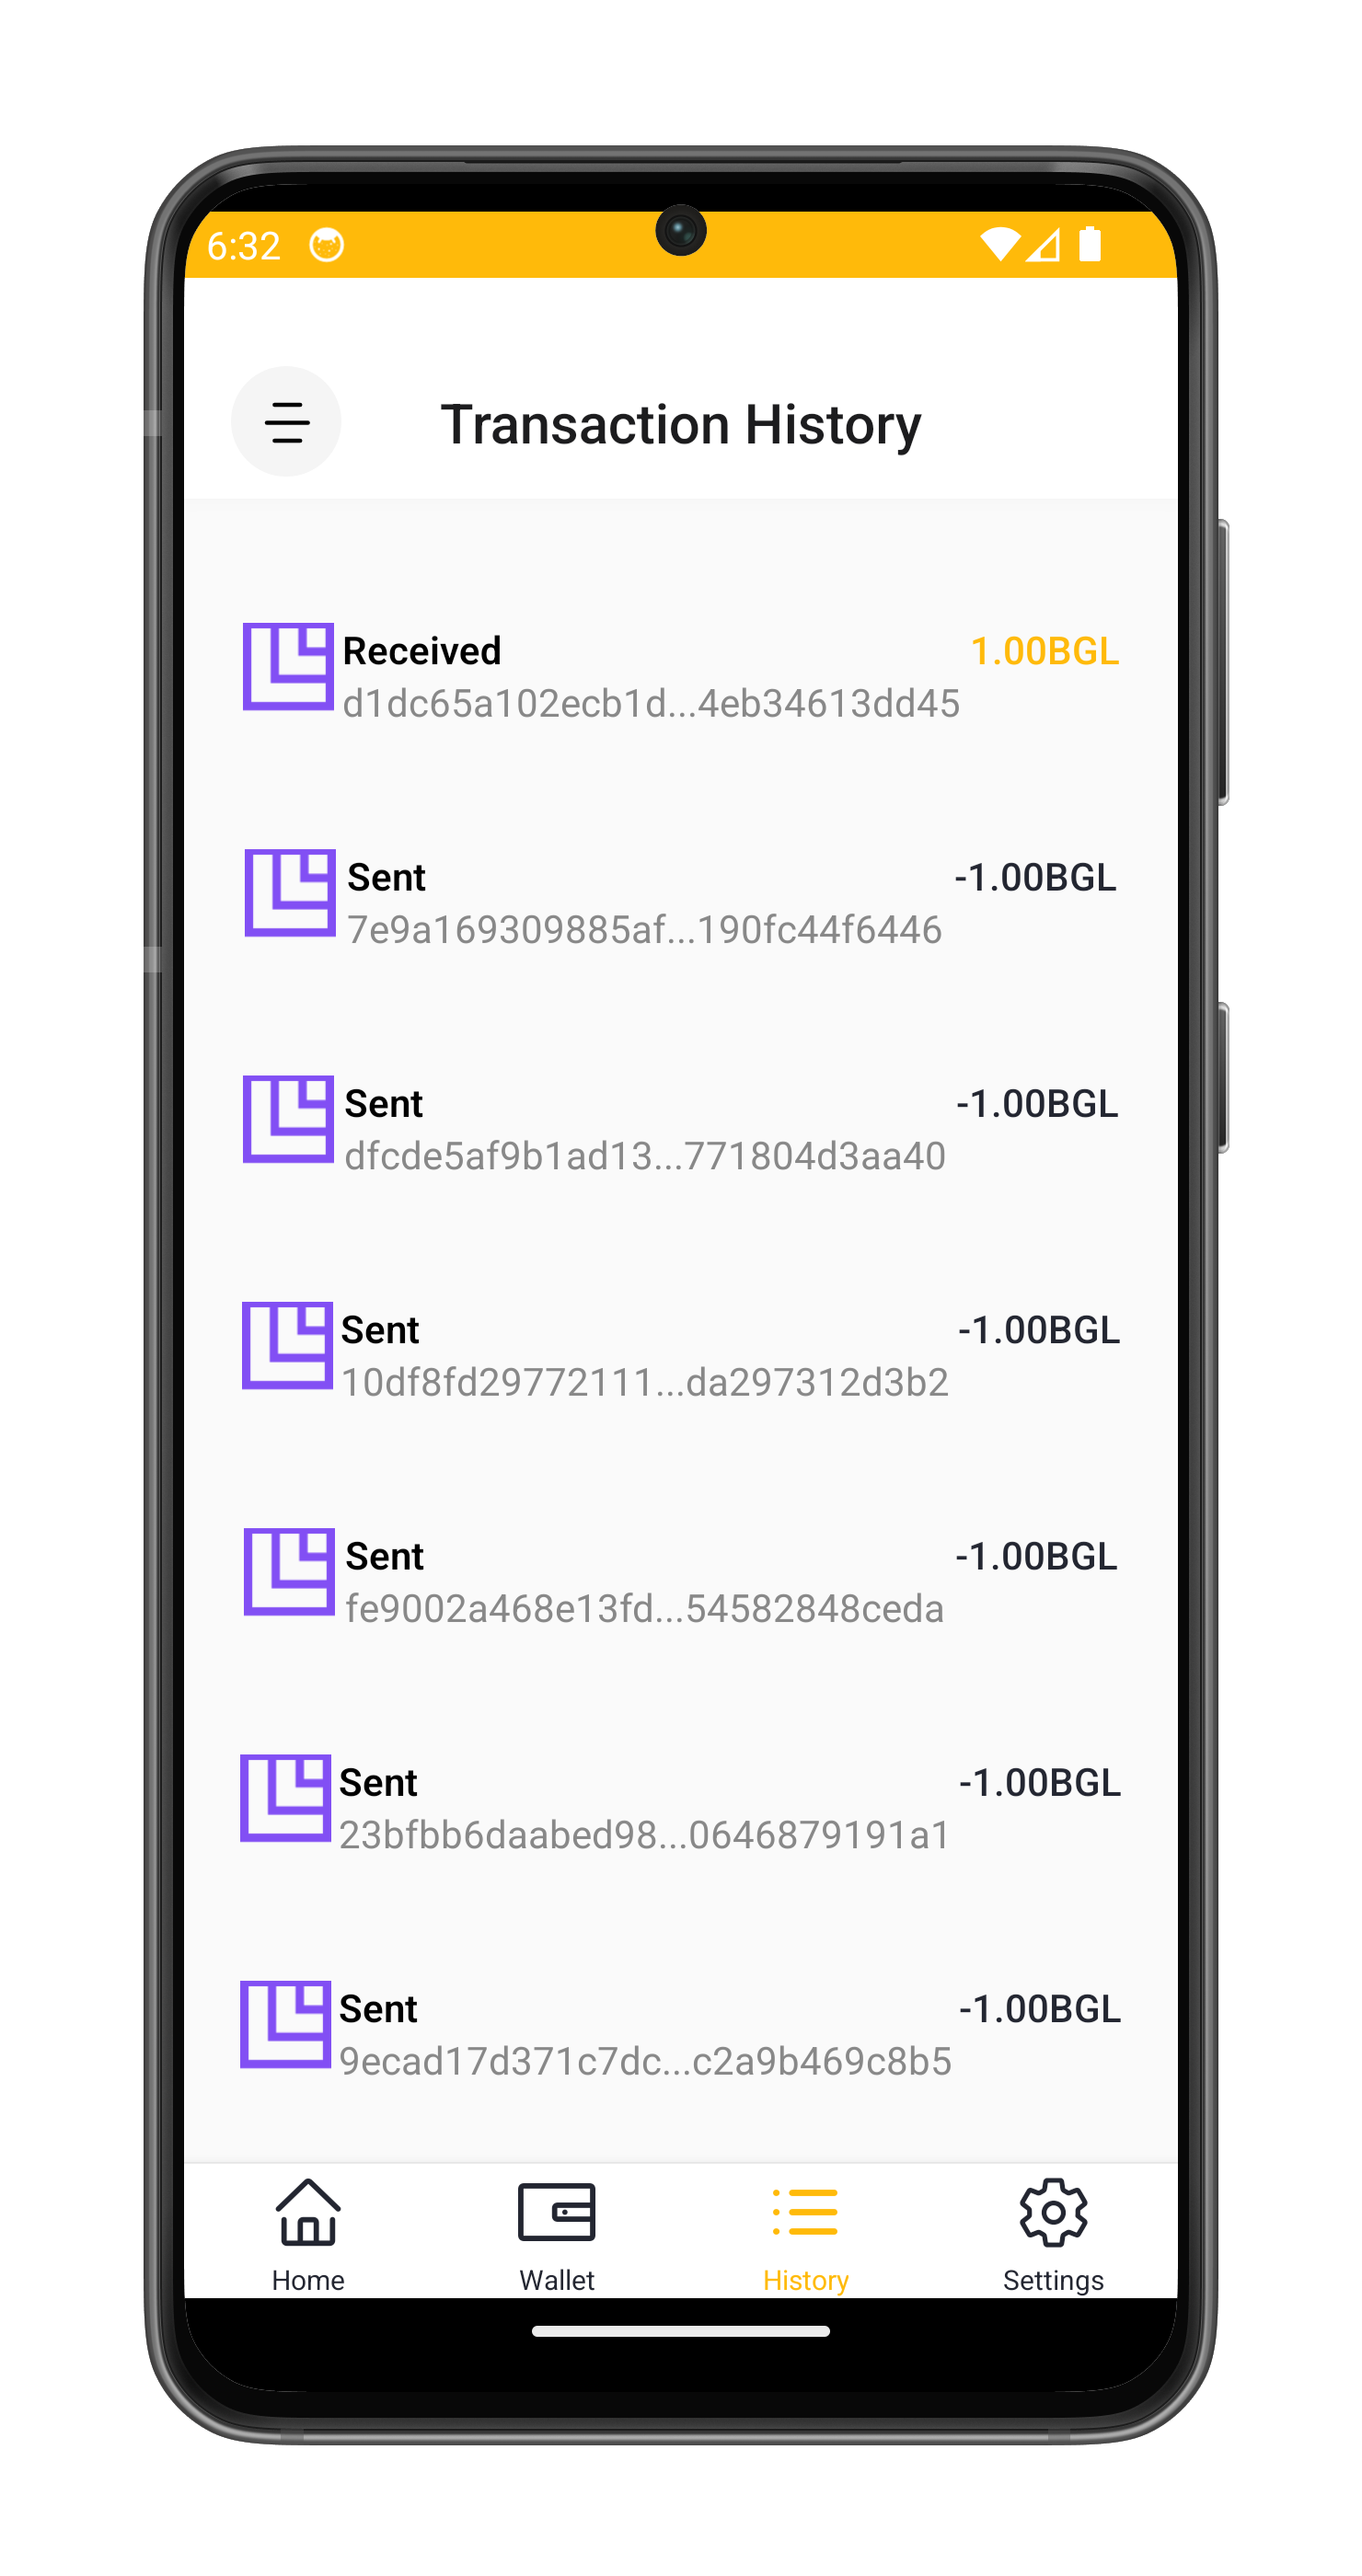 6:32
Transaction History
Received 1.00BGL
d1dc65a102ecb1d...4eb34613dd45
Sent -1.00BGL
7e9a169309885af...190fc44f6446
Sent -1.00BGL
dfcde5af9b1ad13...771804d3aa40
Sent -1.00BGL
10df8fd29772111...da297312d3b2
Sent -1.00BGL
fe9002a468e13fd...54582848ceda
Sent -1.00BGL
23bfbb6daabed98...0646879191a1
Sent -1.00BGL
9ecad17d371c7dc...c2a9b469c8b5
Home Wallet History Settings